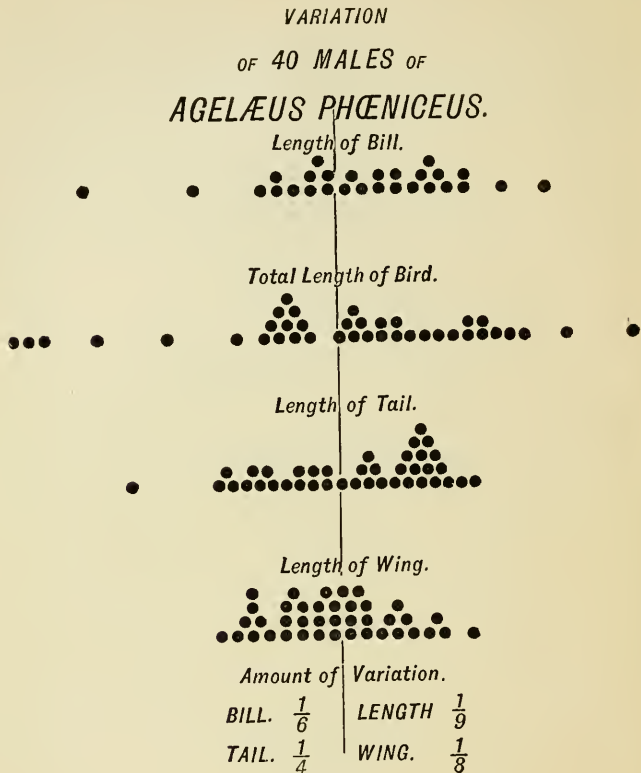 VARIATION
OF 40 MALES OF
AGELÆUS PHŒNICEUS.
Length of Bill.
Total Length of Bird.
Length of Tail.
Length of Wing.
Amount of Variation.
BILL. 1/6 LENGTH 1/9
TAIL. 1/4 WING. 1/8